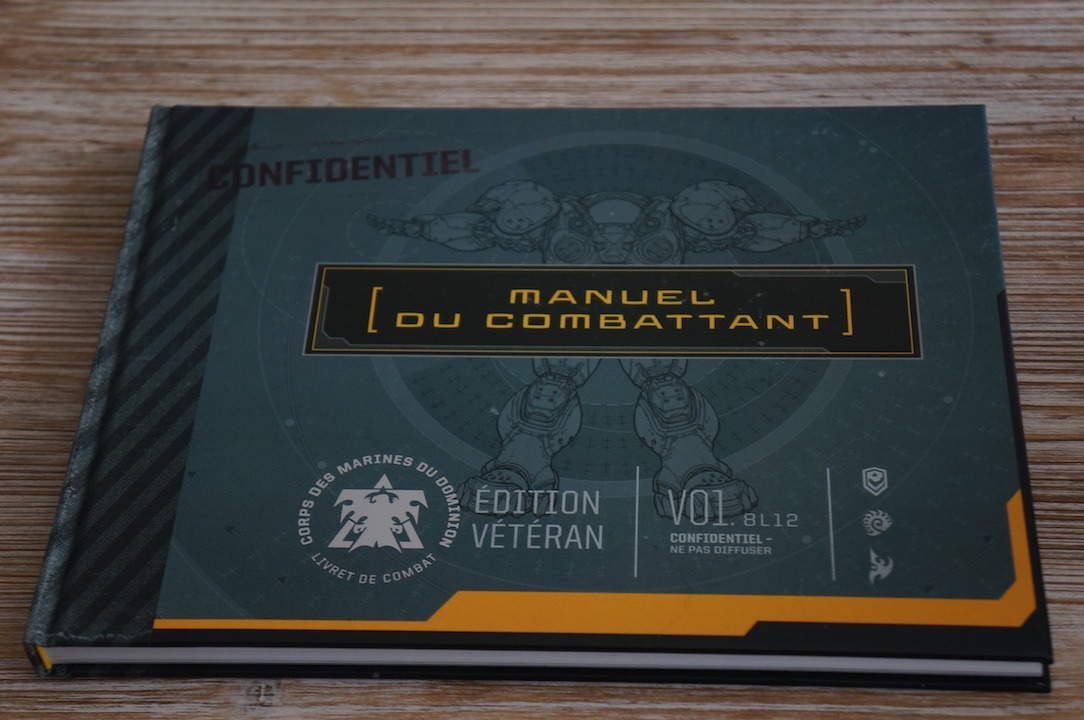 CONFIDENTIEL
[ MANUEL
DU COMBATTANT ]
CORPS DES MARINES DU DOMINION
LIVRET DE COMBAT
ÉDITION
VÉTÉRAN
VOl. 8L12
CONFIDENTIEL -
NE PAS DIFFUSER